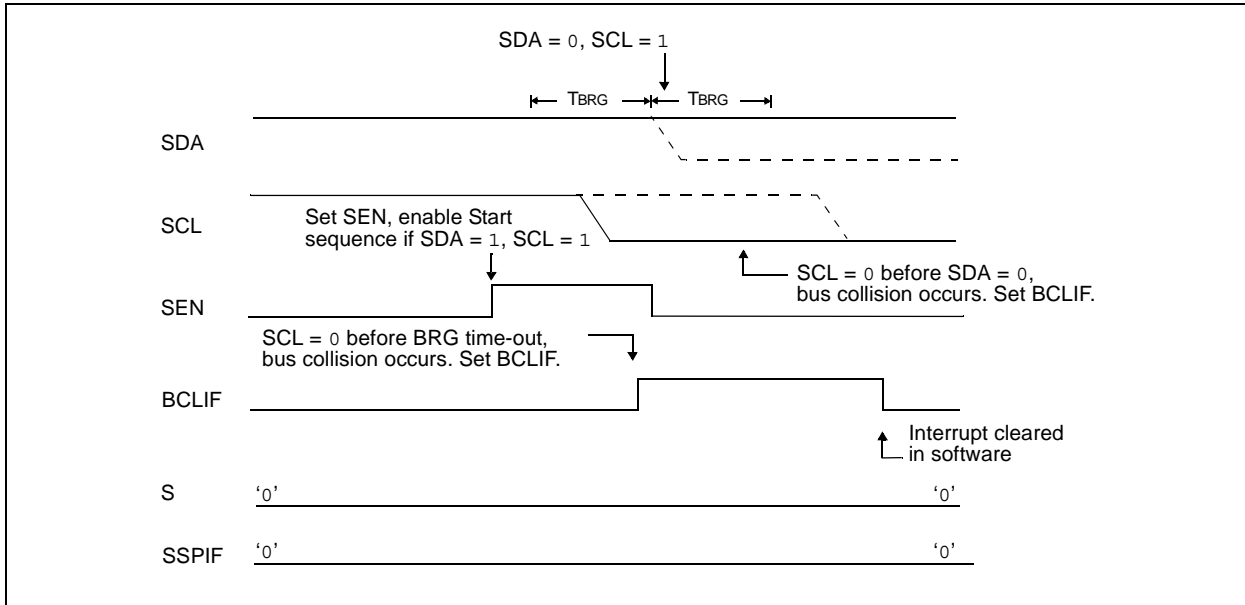 SDA = 0, SCL = 1
TBRG TBRG
SDA
SCL
Set SEN, enable Start
sequence if SDA = 1, SCL = 1
SCL = 0 before SDA = 0,
bus collision occurs. Set BCLIF.
SEN
SCL = 0 before BRG time-out,
bus collision occurs. Set BCLIF.
BCLIF
Interrupt cleared
in software
S ‘0’ ‘0’
SSPIF ‘0’ ‘0’